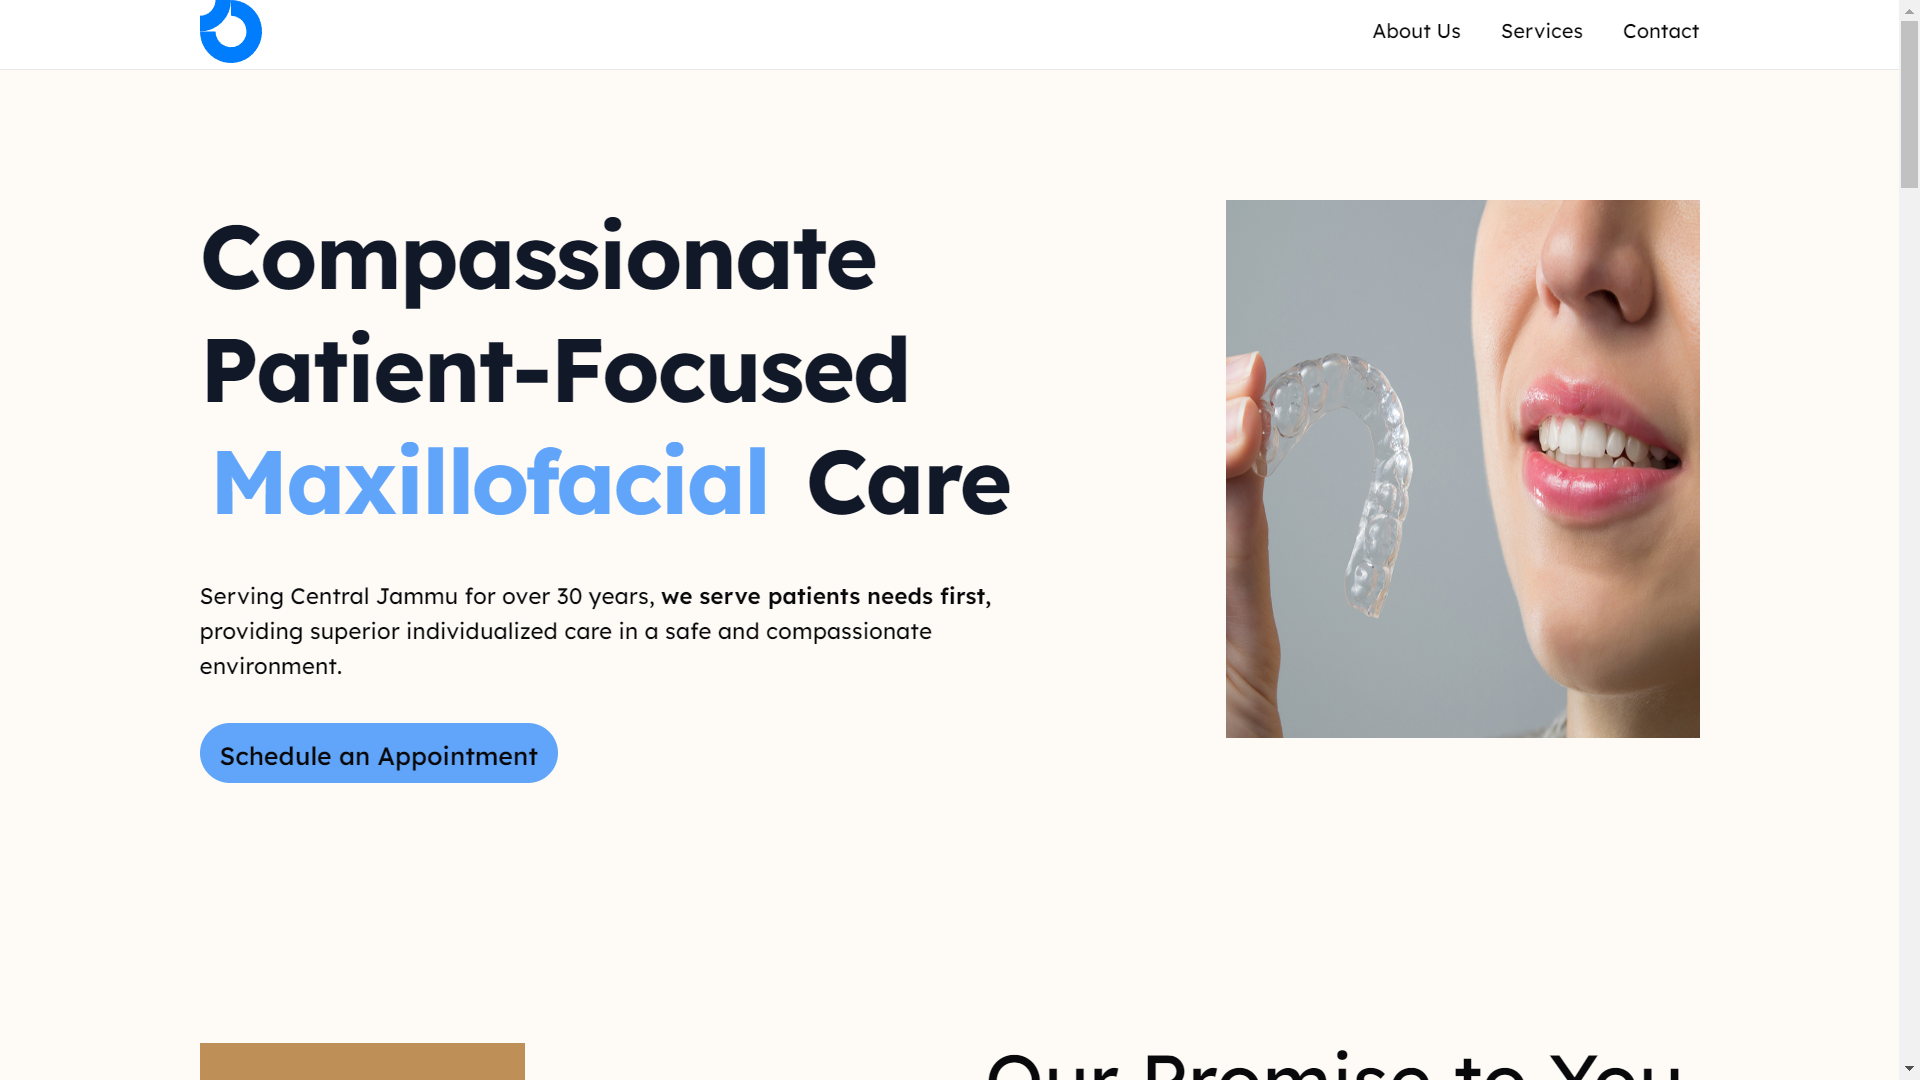 About Us Services Contact
Compassionate
Patient-Focused
Maxillofacial Care
Serving Central Jammu for over 30 years, we serve patients needs first,
providing superior individualized care in a safe and compassionate
environment.
Schedule an Appointment
Our Promise to You